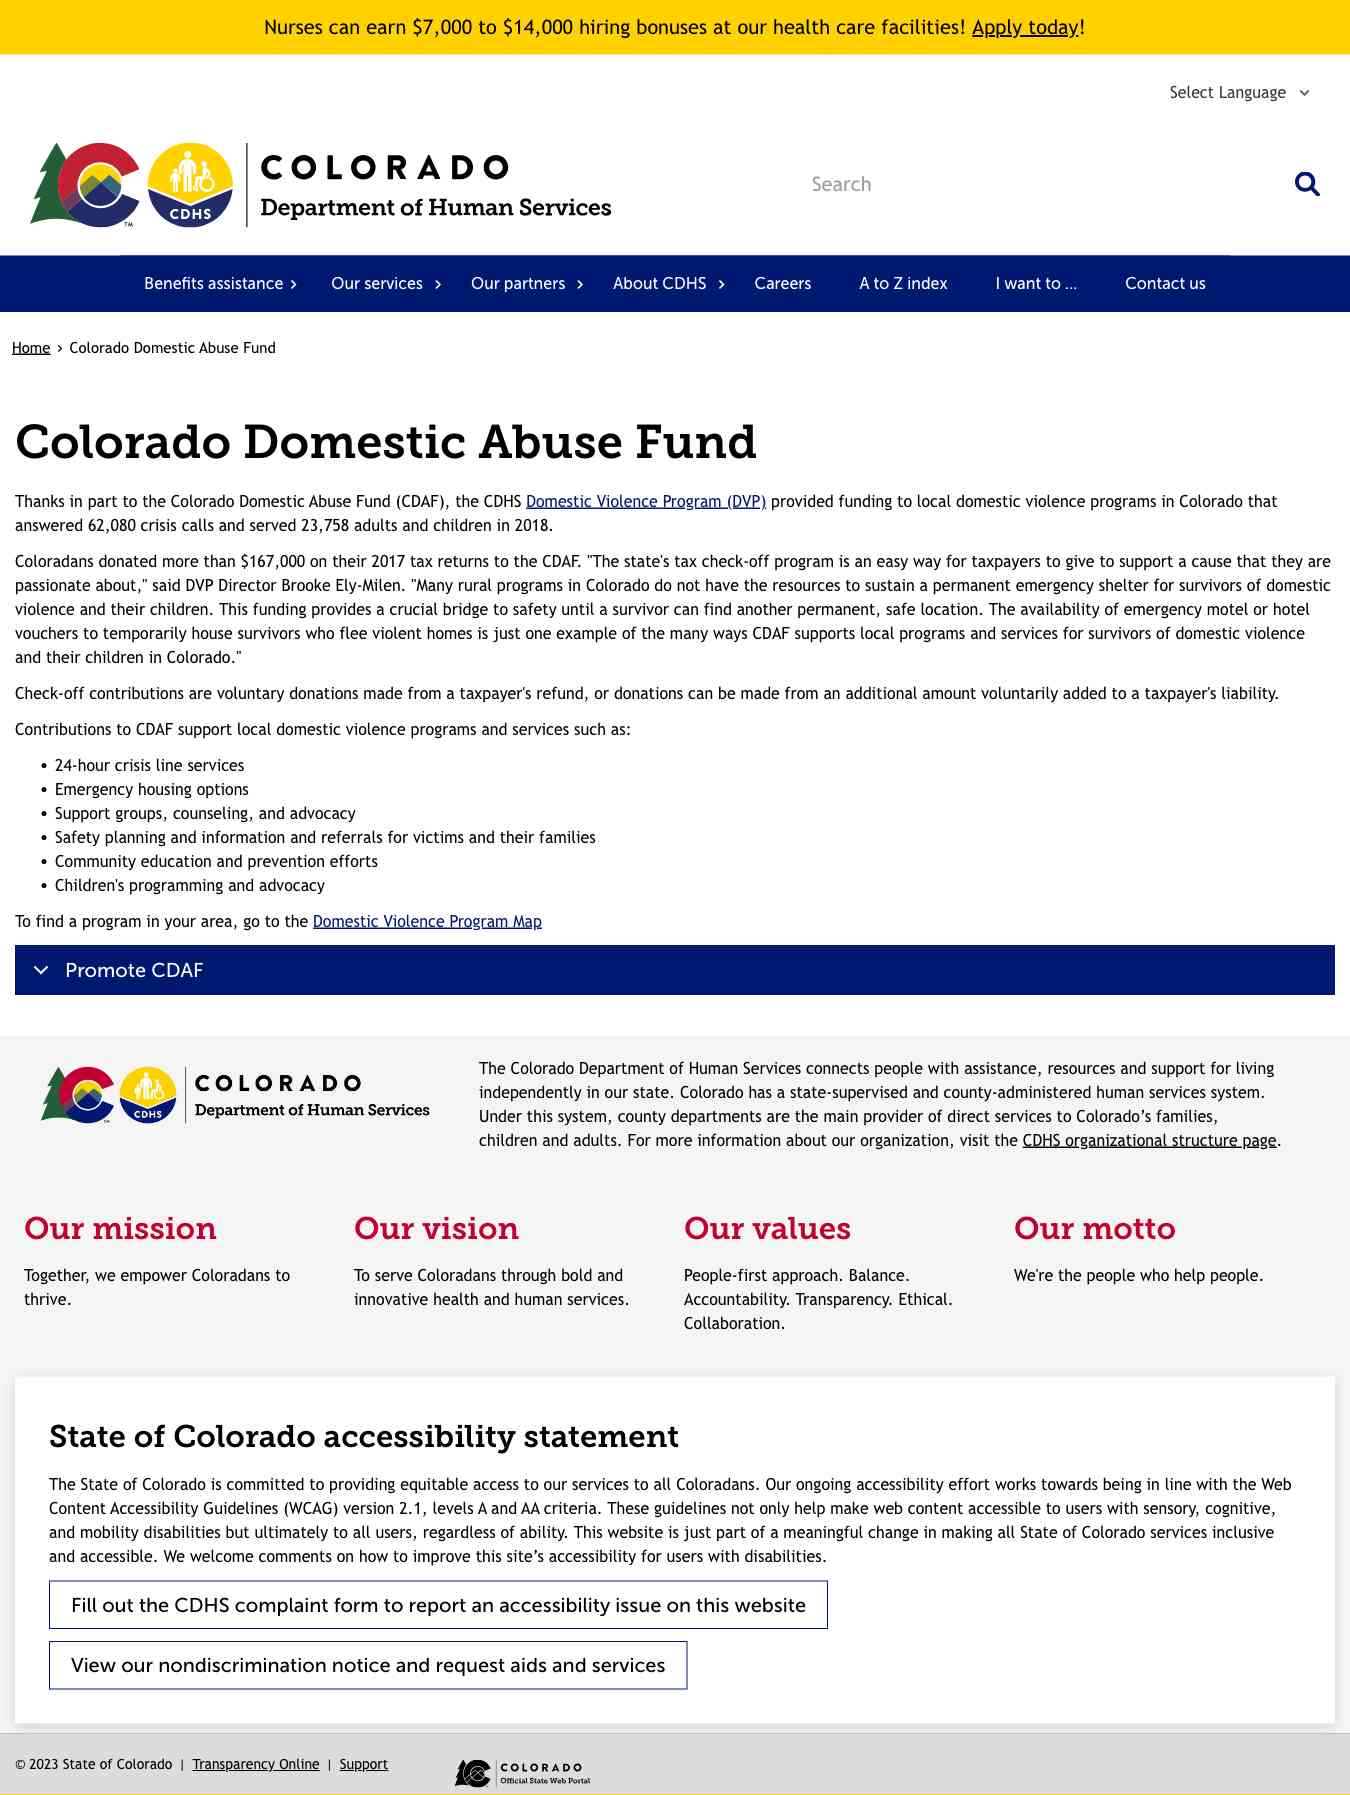 Nurses can earn $7,000 to $14,000 hiring bonuses at our health care facilities! Apply today!
Select Language
COLORADO
CDHS
Department of Human Services
TM
Search
Benefits assistance Our services Our partners About CDHS Careers A to Z index I want to ... Contact us
Home › Colorado Domestic Abuse Fund
Colorado Domestic Abuse Fund
Thanks in part to the Colorado Domestic Abuse Fund (CDAF), the CDHS Domestic Violence Program (DVP) provided funding to local domestic violence programs in Colorado that
answered 62,080 crisis calls and served 23,758 adults and children in 2018.
Coloradans donated more than $167,000 on their 2017 tax returns to the CDAF. "The state's tax check-off program is an easy way for taxpayers to give to support a cause that they are
passionate about," said DVP Director Brooke Ely-Milen. "Many rural programs in Colorado do not have the resources to sustain a permanent emergency shelter for survivors of domestic
violence and their children. This funding provides a crucial bridge to safety until a survivor can find another permanent, safe location. The availability of emergency motel or hotel
vouchers to temporarily house survivors who flee violent homes is just one example of the many ways CDAF supports local programs and services for survivors of domestic violence
and their children in Colorado."
Check-off contributions are voluntary donations made from a taxpayer's refund, or donations can be made from an additional amount voluntarily added to a taxpayer's liability.
Contributions to CDAF support local domestic violence programs and services such as:
• 24-hour crisis line services
• Emergency housing options
• Support groups, counseling, and advocacy
• Safety planning and information and referrals for victims and their families
• Community education and prevention efforts
• Children's programming and advocacy
To find a program in your area, go to the Domestic Violence Program Map
Promote CDAF
COLORADO
CDHS
Department of Human Services
TM
The Colorado Department of Human Services connects people with assistance, resources and support for living
independently in our state. Colorado has a state-supervised and county-administered human services system.
Under this system, county departments are the main provider of direct services to Colorado’s families,
children and adults. For more information about our organization, visit the CDHS organizational structure page.
Our mission
Together, we empower Coloradans to
thrive.
Our vision
To serve Coloradans through bold and
innovative health and human services.
Our values
People-first approach. Balance.
Accountability. Transparency. Ethical.
Collaboration.
Our motto
We're the people who help people.
State of Colorado accessibility statement
The State of Colorado is committed to providing equitable access to our services to all Coloradans. Our ongoing accessibility effort works towards being in line with the Web
Content Accessibility Guidelines (WCAG) version 2.1, levels A and AA criteria. These guidelines not only help make web content accessible to users with sensory, cognitive,
and mobility disabilities but ultimately to all users, regardless of ability. This website is just part of a meaningful change in making all State of Colorado services inclusive
and accessible. We welcome comments on how to improve this site’s accessibility for users with disabilities.
Fill out the CDHS complaint form to report an accessibility issue on this website
View our nondiscrimination notice and request aids and services
© 2023 State of Colorado | Transparency Online | Support
COLORADO
Official State Web Portal